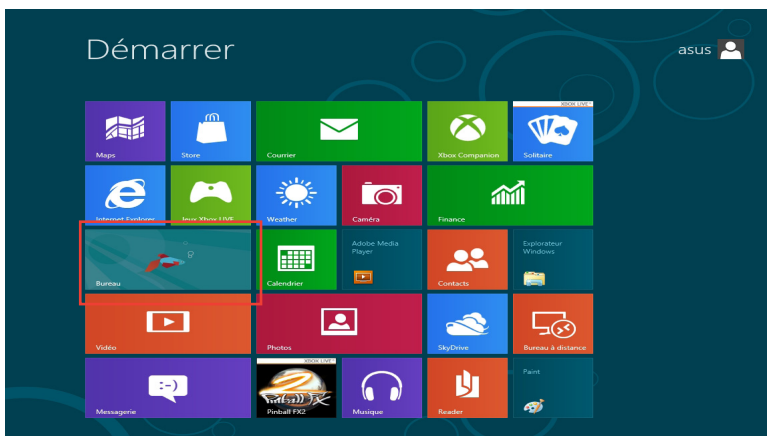 Démarrer
asus
XBOX LIVE
Maps
Store
Courrier
Xbox Companion
Solitaire
Internet Explorer
Jeux Xbox LIVE
Weather
Caméra
Finance
Bureau
Calendrier
Adobe Media
Player
Contacts
Explorateur
Windows
Vidéo
Photos
SkyDrive
Bureau à distance
Messagerie
:-)
XBOX LIVE
Pinball FX2
Pinball FX2
Musique
Reader
Paint